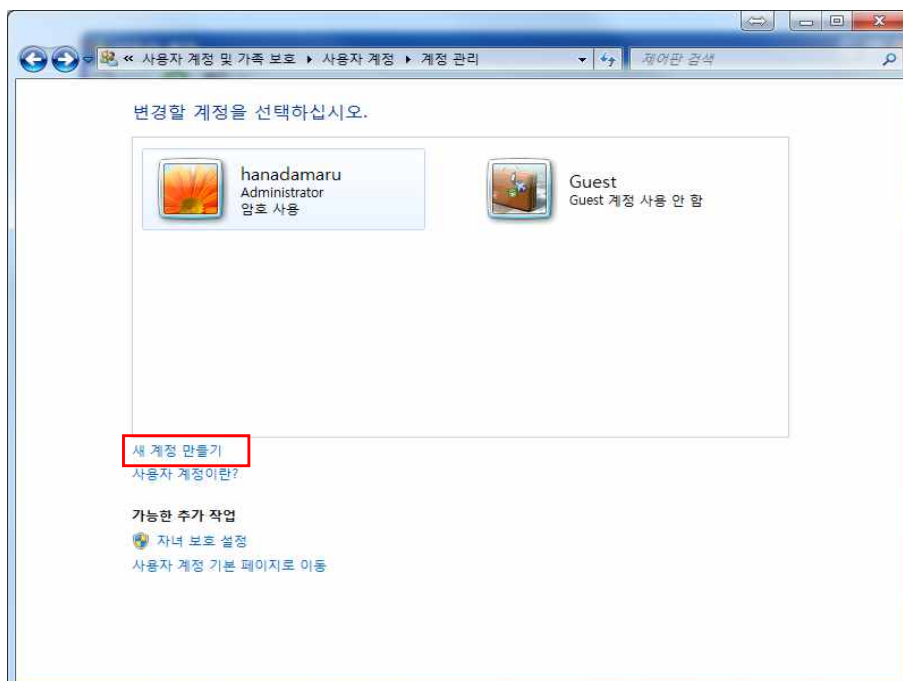 « 사용자 계정 및 가족 보호 ▸ 사용자 계정 ▸ 계정 관리
제어판 검색
변경할 계정을 선택하십시오.
hanadamaru
Administrator
암호 사용
Guest
Guest 계정 사용 안 함
새 계정 만들기
사용자 계정이란?
가능한 추가 작업
자녀 보호 설정
사용자 계정 기본 페이지로 이동